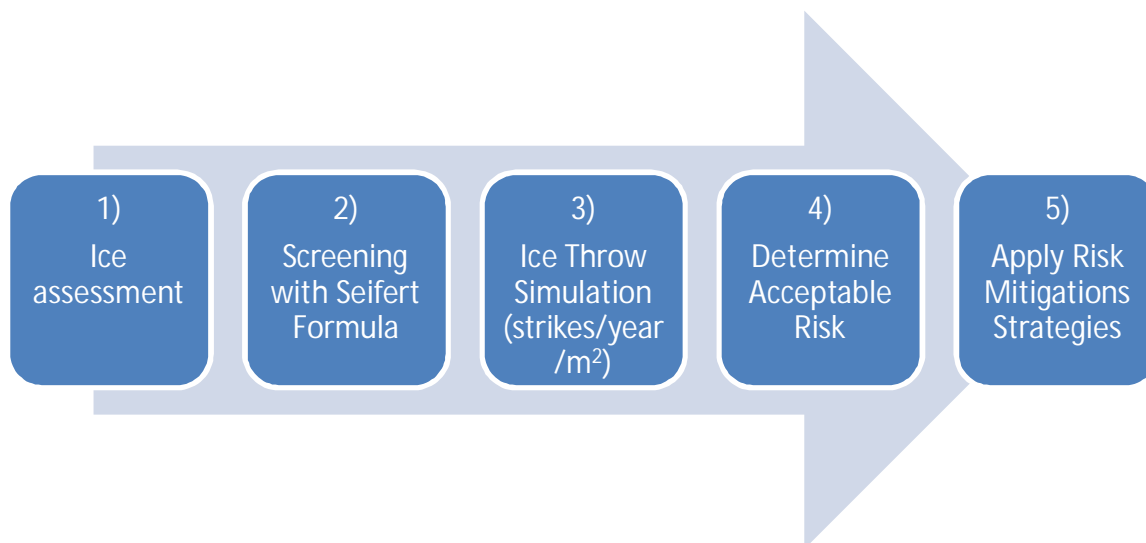 1)
Ice
assessment
2)
Screening
with Seifert
Formula
3)
Ice Throw
Simulation
(strikes/year
/m²)
4)
Determine
Acceptable
Risk
5)
Apply Risk
Mitigations
Strategies